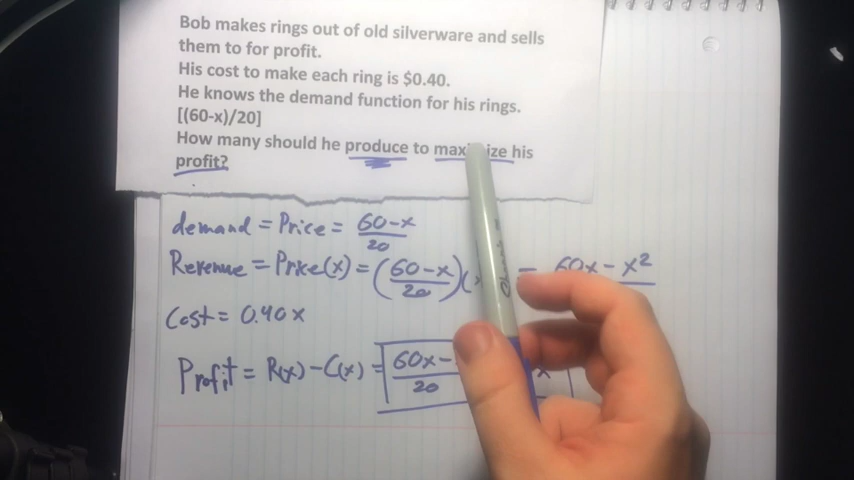 Bob makes rings out of old silverware and sells
them to for profit.
His cost to make each ring is $0.40.
He knows the demand function for his rings.
[(60-x)/20]
How many should he produce to his
profit?
demand = Price = 60-x/20
Revenue = Price(x) = (60-x/20)( = 60x-x²
Cost = 0.40x
Profit = R(x) - C(x) = 60x-/20 x